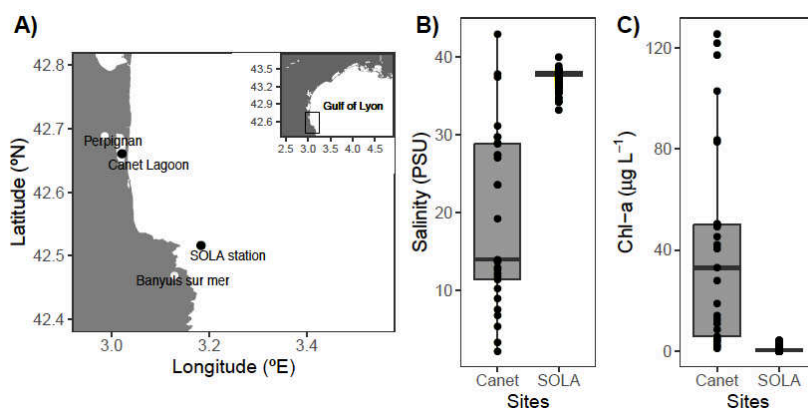 A)
42.8
42.7
42.6
42.5
42.4
Latitude (ºN)
3.0
3.2
Longitude (ºE)
Perpignan
Canet Lagoon
SOLA station
Banyuls sur mer
43.5
43.2
42.9
42.6
2.5 3.0 3.5 4.0 4.5
Gulf of Lyon
B)
40
30
20
10
Salinity (PSU)
Canet SOLA
Sites
C)
120
80
40
0
Chl−a (µg L−1)
Canet SOLA
Sites